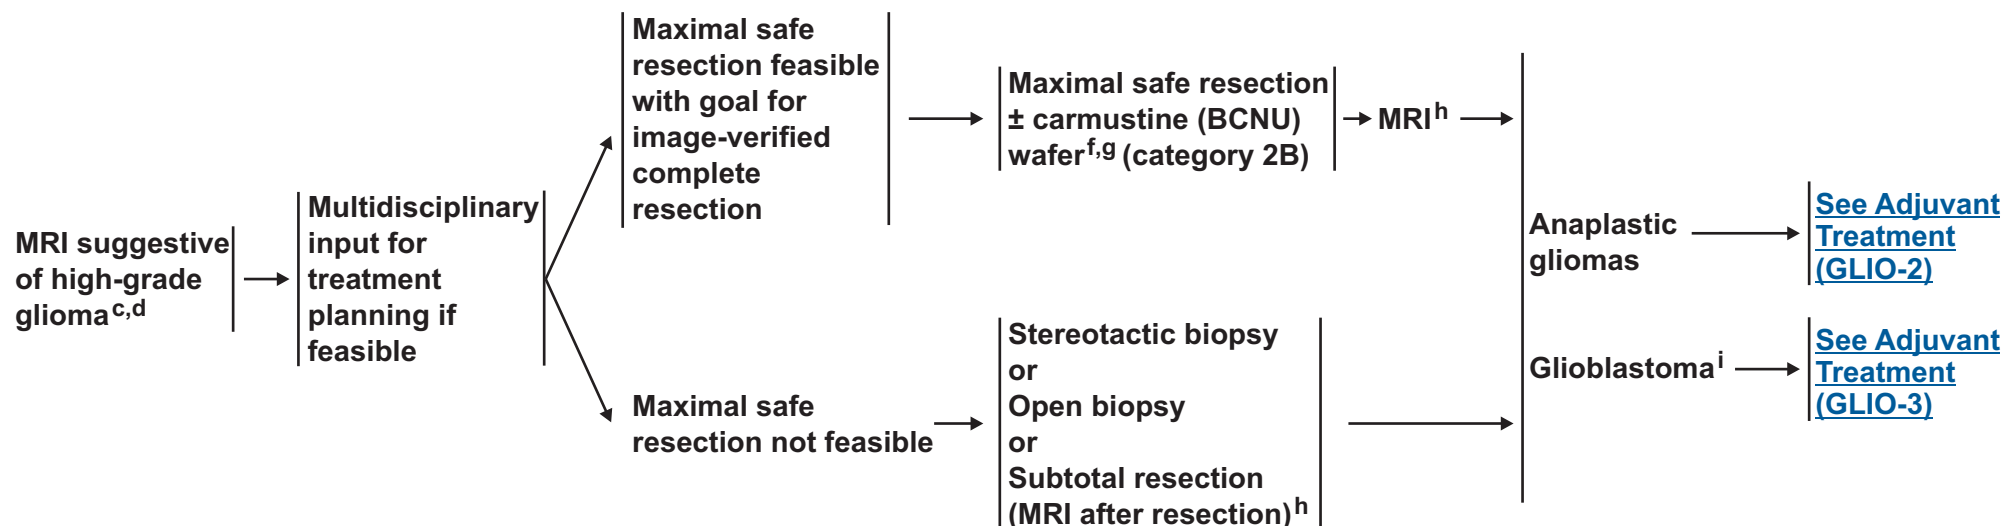 MRI suggestive
of high-grade
glioma c,d
Multidisciplinary
input for
treatment
planning if
feasible
Maximal safe
resection feasible
with goal for
image-verified
complete
resection
Maximal safe resection
± carmustine (BCNU)
wafer f,g (category 2B)
MRI h
Maximal safe
resection not feasible
Stereotactic biopsy
or
Open biopsy
or
Subtotal resection
(MRI after resection) h
Anaplastic
gliomas
See Adjuvant
Treatment
(GLIO-2)
Glioblastoma i
See Adjuvant
Treatment
(GLIO-3)